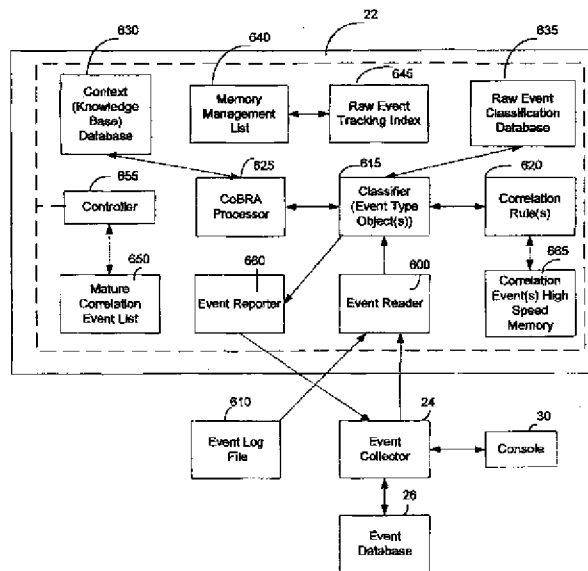 630
640
22
635
Context
(Knowledge
Base)
Database
Memory
Management
List
645
Raw Event
Tracking Index
Raw Event
Classification
Database
655
625
615
620
Controller
CoBRA
Processor
Classifier
(Event Type
Object(s))
Correlation
Rule(s)
650
660
600
665
Mature
Correlation
Event List
Event Reporter
Event Reader
Correlation
Event(s) High
Speed Memory
610
24
30
Event Log
File
Event
Collector
Console
26
Event
Database